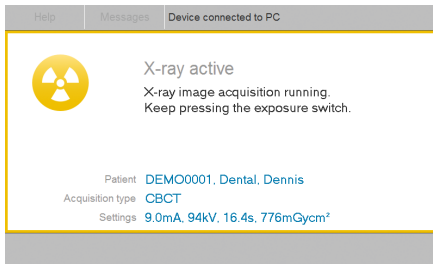 Help Messages Device connected to PC
X-ray active
X-ray image acquisition running.
Keep pressing the exposure switch.
Patient DEMO0001, Dental, Dennis
Acquisition type CBCT
Settings 9.0mA, 94kV, 16.4s, 776mGycm²